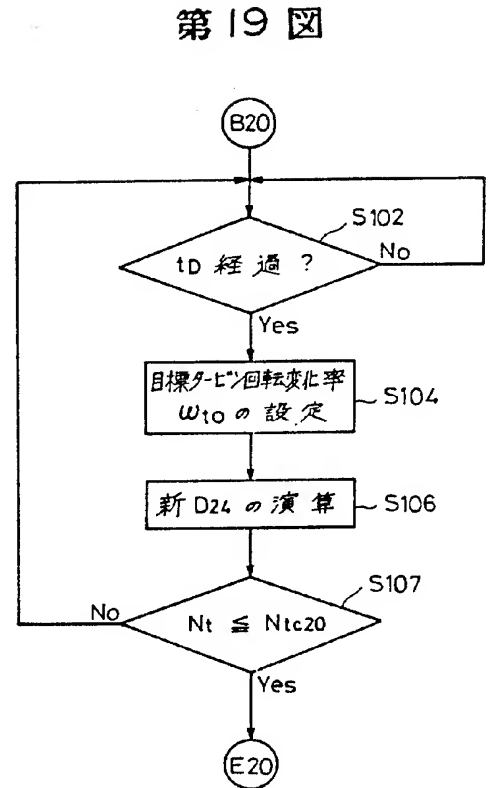 第19図
B20
S102
tD 経過?
No
Yes
目標タービン回転変化率
ωto の設定
S104
新 D24 の演算
S106
S107
No
Nt ≦ Ntc20
Yes
E20